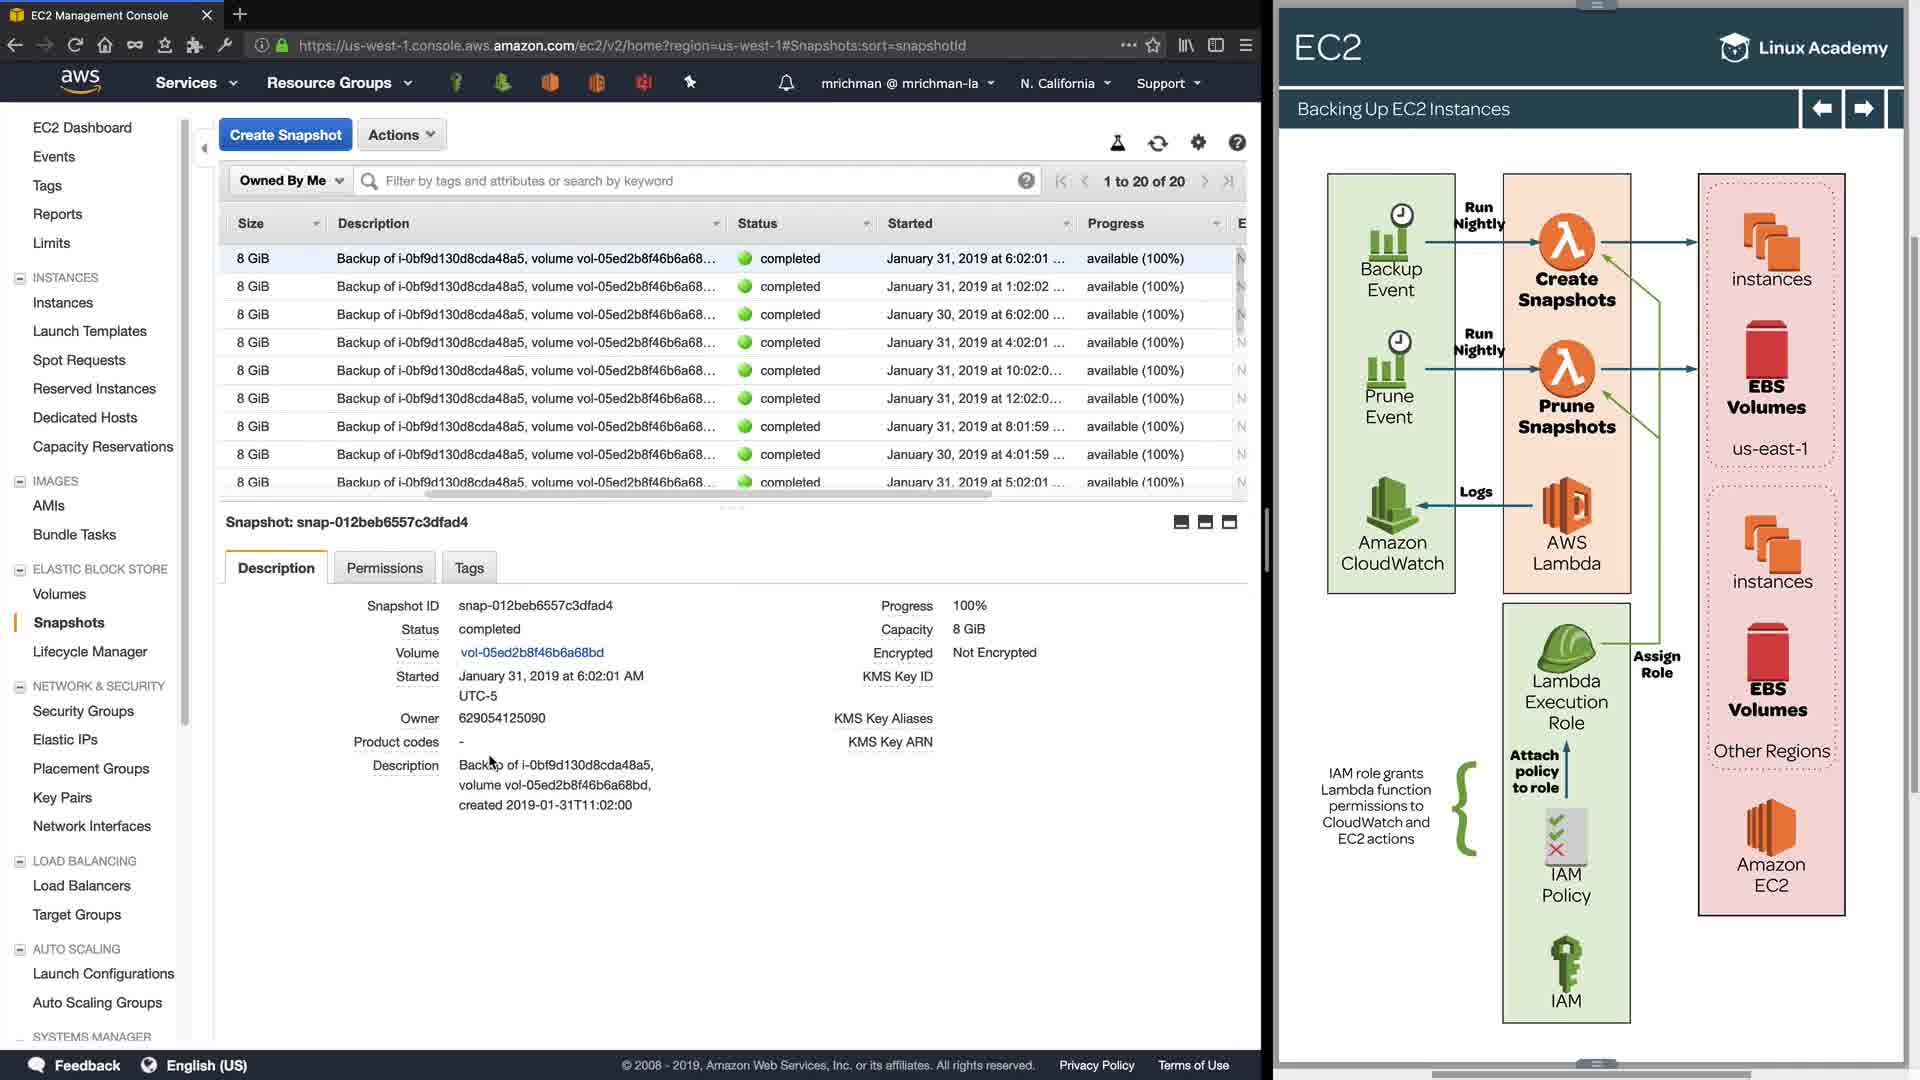 EC2 Management Console
https://us-west-1.console.aws.amazon.com/ec2/v2/home?region=us-west-1#Snapshots:sort=snapshotId
aws
Services
Resource Groups
mrichman @ mrichman-la
N. California
Support
EC2 Dashboard
Events
Tags
Reports
Limits
INSTANCES
Instances
Launch Templates
Spot Requests
Reserved Instances
Dedicated Hosts
Capacity Reservations
IMAGES
AMIs
Bundle Tasks
ELASTIC BLOCK STORE
Volumes
Snapshots
Lifecycle Manager
NETWORK & SECURITY
Security Groups
Elastic IPs
Placement Groups
Key Pairs
Network Interfaces
LOAD BALANCING
Load Balancers
Target Groups
AUTO SCALING
Launch Configurations
Auto Scaling Groups
SYSTEMS MANAGER
Create Snapshot
Actions
Owned By Me
Filter by tags and attributes or search by keyword
1 to 20 of 20
Size Description Status Started Progress E
8 GiB Backup of i-0bf9d130d8cda48a5, volume vol-05ed2b8f46b6a68... completed January 31, 2019 at 6:02:01 ... available (100%) N
8 GiB Backup of i-0bf9d130d8cda48a5, volume vol-05ed2b8f46b6a68... completed January 31, 2019 at 1:02:02 ... available (100%) N
8 GiB Backup of i-0bf9d130d8cda48a5, volume vol-05ed2b8f46b6a68... completed January 30, 2019 at 6:02:00 ... available (100%) N
8 GiB Backup of i-0bf9d130d8cda48a5, volume vol-05ed2b8f46b6a68... completed January 31, 2019 at 4:02:01 ... available (100%) N
8 GiB Backup of i-0bf9d130d8cda48a5, volume vol-05ed2b8f46b6a68... completed January 31, 2019 at 10:02:0... available (100%) N
8 GiB Backup of i-0bf9d130d8cda48a5, volume vol-05ed2b8f46b6a68... completed January 31, 2019 at 12:02:0... available (100%) N
8 GiB Backup of i-0bf9d130d8cda48a5, volume vol-05ed2b8f46b6a68... completed January 31, 2019 at 8:01:59 ... available (100%) N
8 GiB Backup of i-0bf9d130d8cda48a5, volume vol-05ed2b8f46b6a68... completed January 30, 2019 at 4:01:59 ... available (100%) N
8 GiB Backup of i-0bf9d130d8cda48a5, volume vol-05ed2b8f46b6a68... completed January 31, 2019 at 5:02:01 ... available (100%) N
Snapshot: snap-012beb6557c3dfad4
Description
Permissions
Tags
Snapshot ID snap-012beb6557c3dfad4
Status completed
Volume vol-05ed2b8f46b6a68bd
Started January 31, 2019 at 6:02:01 AM
UTC-5
Owner 629054125090
Product codes -
Description Backup of i-0bf9d130d8cda48a5,
volume vol-05ed2b8f46b6a68bd,
created 2019-01-31T11:02:00
Progress 100%
Capacity 8 GiB
Encrypted Not Encrypted
KMS Key ID
KMS Key Aliases
KMS Key ARN
Feedback
English (US)
© 2008 - 2019, Amazon Web Services, Inc. or its affiliates. All rights reserved.
Privacy Policy
Terms of Use
EC2
Linux Academy
Backing Up EC2 Instances
Backup
Event
Run
Nightly
Create
Snapshots
instances
Prune
Event
Run
Nightly
Prune
Snapshots
EBS
Volumes
us-east-1
Amazon
CloudWatch
Logs
AWS
Lambda
instances
EBS
Volumes
Other Regions
Amazon
EC2
Lambda
Execution
Role
Assign
Role
Attach
policy
to role
IAM role grants
Lambda function
permissions to
CloudWatch and
EC2 actions
IAM
Policy
IAM